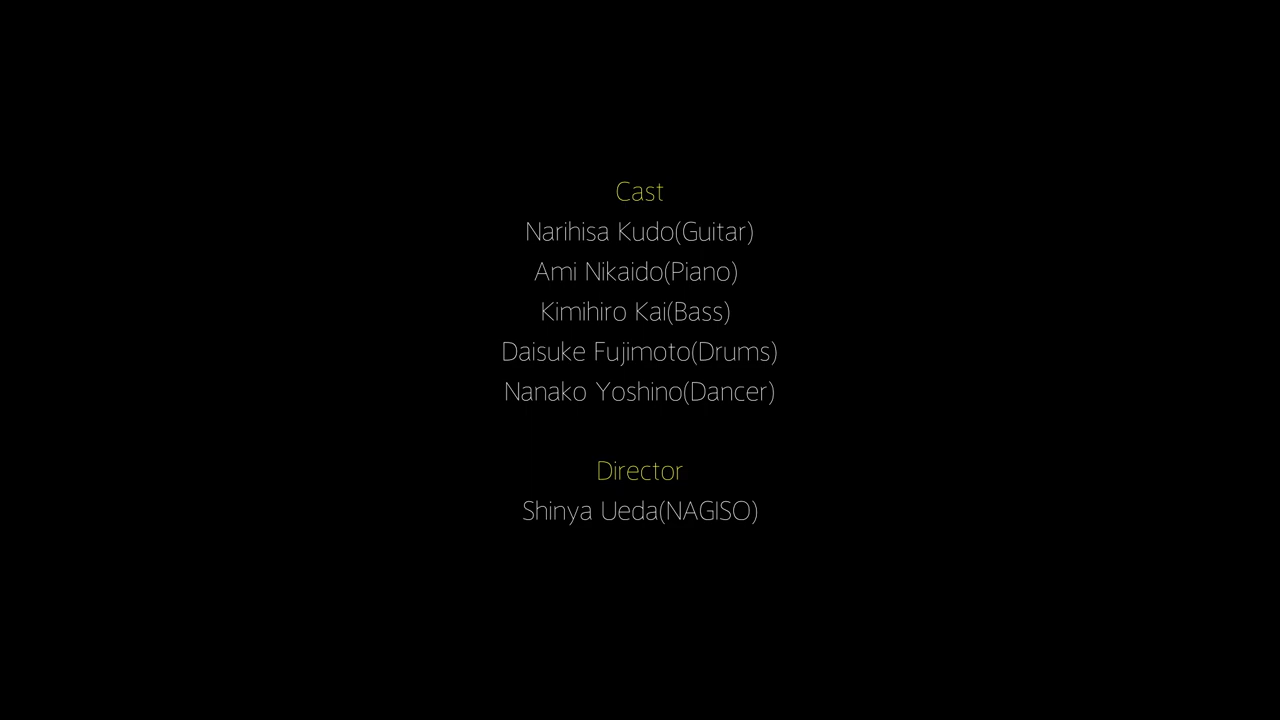 Cast
Narihisa Kudo(Guitar)
Ami Nikaido(Piano)
Kimihiro Kai(Bass)
Daisuke Fujimoto(Drums)
Nanako Yoshino(Dancer)
Director
Shinya Ueda(NAGISO)